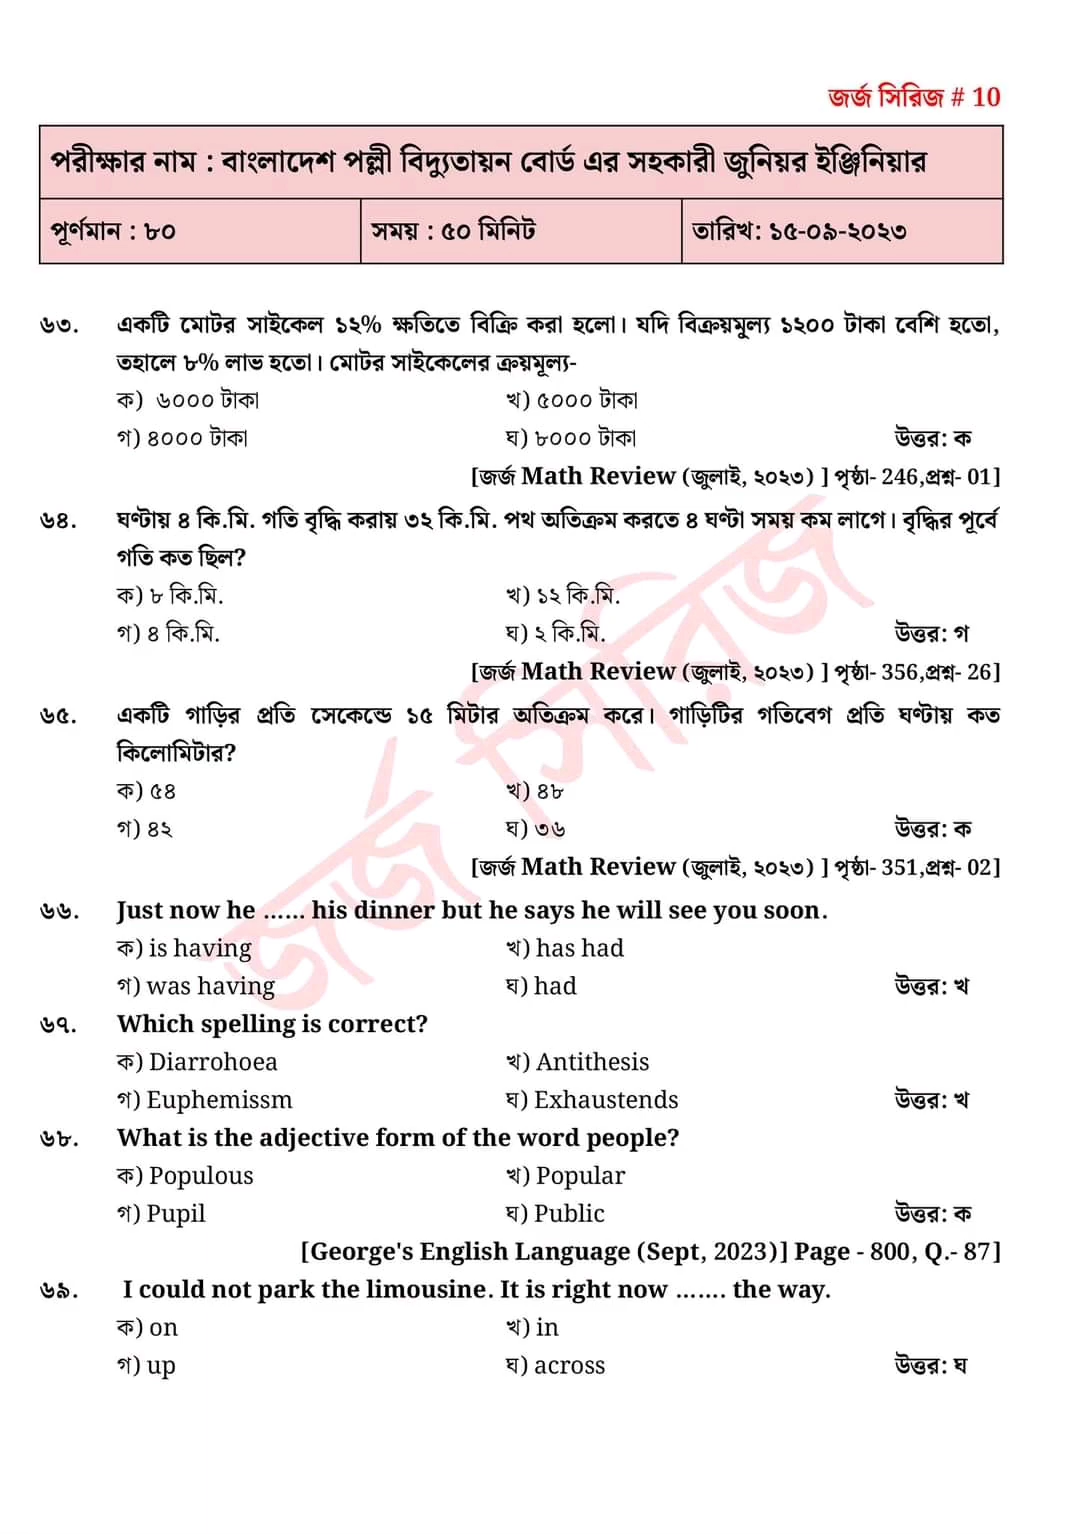 জর্জ সিরিজ # 10
পরীক্ষার নাম : বাংলাদেশ পল্লী বিদ্যুতায়ন বোর্ড এর সহকারী জুনিয়র ইঞ্জিনিয়ার
পূর্ণমান : ৮০ সময় : ৫০ মিনিট তারিখ: ১৫-০৯-২০২৩
৬৩. একটি মোটর সাইকেল ১২% ক্ষতিতে বিক্রি করা হলো। যদি বিক্রয়মুল্য ১২০০ টাকা বেশি হতো,
তহালে ৮% লাভ হতো। মোটর সাইকেলের ক্রয়মূল্য-
ক) ৬০০০ টাকা খ) ৫০০০ টাকা
গ) ৪০০০ টাকা ঘ) ৮০০০ টাকা উত্তর: ক
[জর্জ Math Review (জুলাই, ২০২৩) ] পৃষ্ঠা- 246,প্রশ্ন- 01]
৬৪. ঘণ্টায় ৪ কি.মি. গতি বৃদ্ধি করায় ৩২ কি.মি. পথ অতিক্রম করতে ৪ ঘণ্টা সময় কম লাগে। বৃদ্ধির পূর্বে
গতি কত ছিল?
ক) ৮ কি.মি. খ) ১২ কি.মি.
গ) ৪ কি.মি. ঘ) ২ কি.মি. উত্তর: গ
[জর্জ Math Review (জুলাই, ২০২৩) ] পৃষ্ঠা- 356,প্রশ্ন- 26]
৬৫. একটি গাড়ির প্রতি সেকেন্ডে ১৫ মিটার অতিক্রম করে। গাড়িটির গতিবেগ প্রতি ঘণ্টায় কত
কিলোমিটার?
ক) ৫৪ খ) ৪৮
গ) ৪২ ঘ) ৩৬ উত্তর: ক
[জর্জ Math Review (জুলাই, ২০২৩) ] পৃষ্ঠা- 351,প্রশ্ন- 02]
৬৬. Just now he ...... his dinner but he says he will see you soon.
ক) is having খ) has had
গ) was having ঘ) had উত্তর: খ
৬৭. Which spelling is correct?
ক) Diarrohoea খ) Antithesis
গ) Euphemissm ঘ) Exhaustends উত্তর: খ
৬৮. What is the adjective form of the word people?
ক) Populous খ) Popular
গ) Pupil ঘ) Public উত্তর: ক
[George's English Language (Sept, 2023)] Page - 800, Q.- 87]
৬৯. I could not park the limousine. It is right now ....... the way.
ক) on খ) in
গ) up ঘ) across উত্তর: ঘ
জর্জ সিরিজ